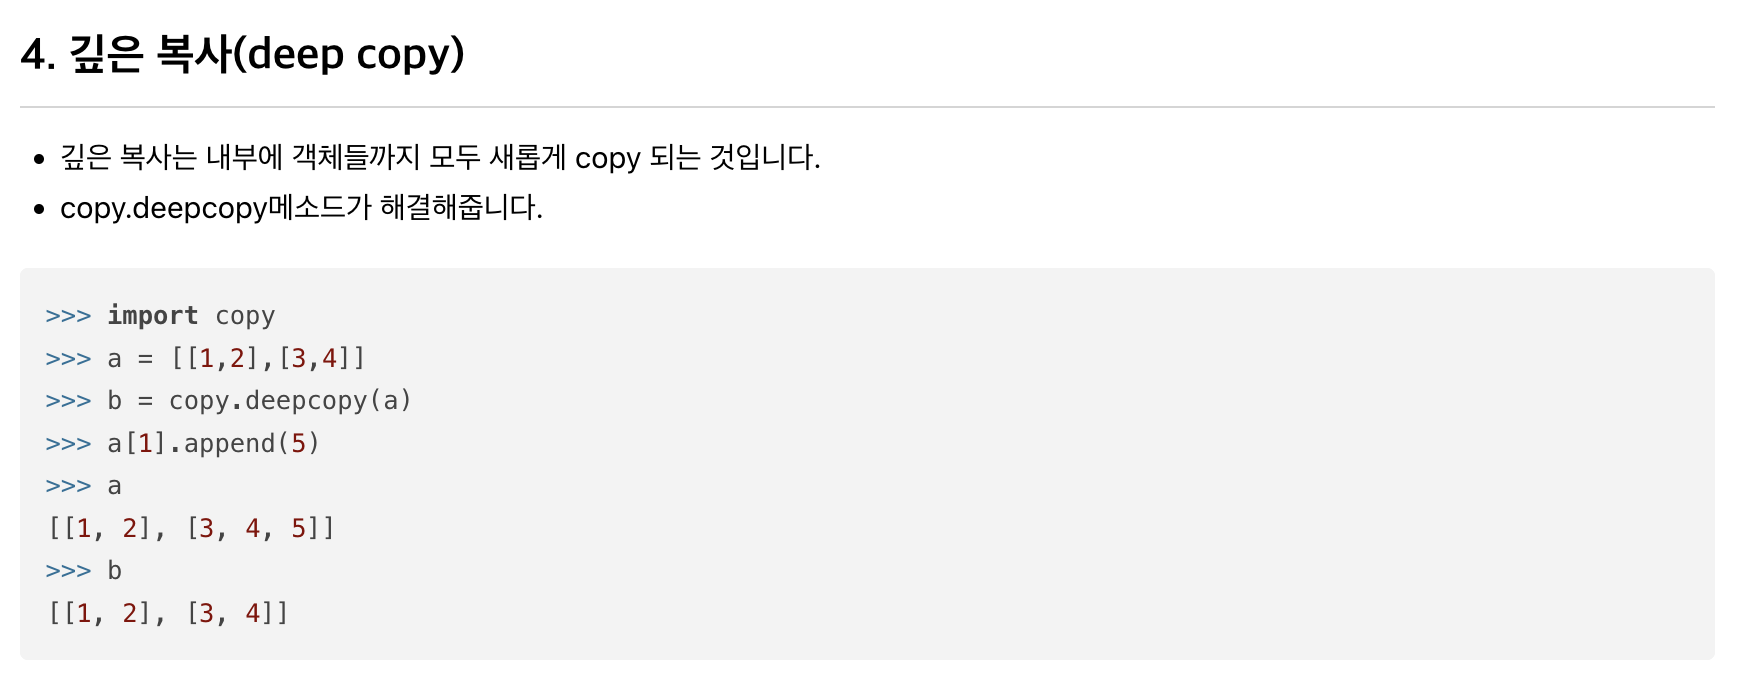 4. 깊은 복사(deep copy)
• 깊은 복사는 내부에 객체들까지 모두 새롭게 copy 되는 것입니다.
• copy.deepcopy메소드가 해결해줍니다.
>>> import copy
>>> a = [[1,2],[3,4]]
>>> b = copy.deepcopy(a)
>>> a[1].append(5)
>>> a
[[1, 2], [3, 4, 5]]
>>> b
[[1, 2], [3, 4]]